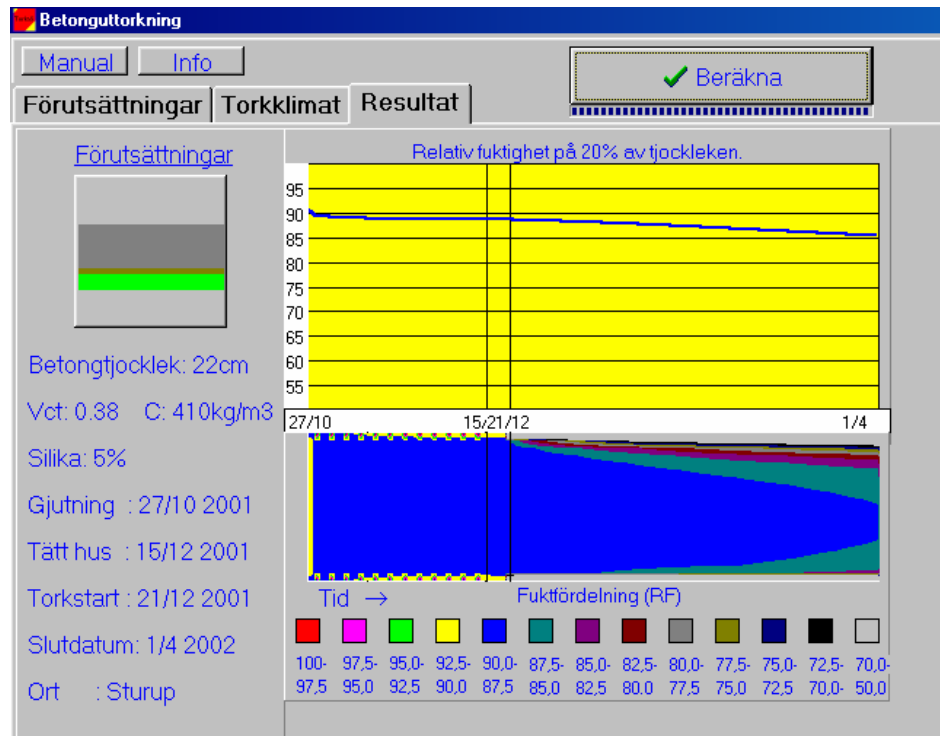 Betonguttorkning
Manual Info
Beräkna
Förutsättningar Torkklimat Resultat
Förutsättningar
Betongtjocklek: 22cm
Vct: 0.38 C: 410kg/m3
Silika: 5%
Gjutning : 27/10 2001
Tätt hus : 15/12 2001
Torkstart : 21/12 2001
Slutdatum: 1/4 2002
Ort : Sturup
Relativ fuktighet på 20% av tjockleken.
95
90
85
80
75
70
65
60
55
27/10 15/21/12 1/4
Tid → Fuktfördelning (RF)
100- 97,5- 95,0- 92,5- 90,0- 87,5- 85,0- 82,5- 80,0- 77,5- 75,0- 72,5- 70,0-
97,5 95,0 92,5 90,0 87,5 85,0 82,5 80.0 77,5 75,0 72,5 70,0- 50,0